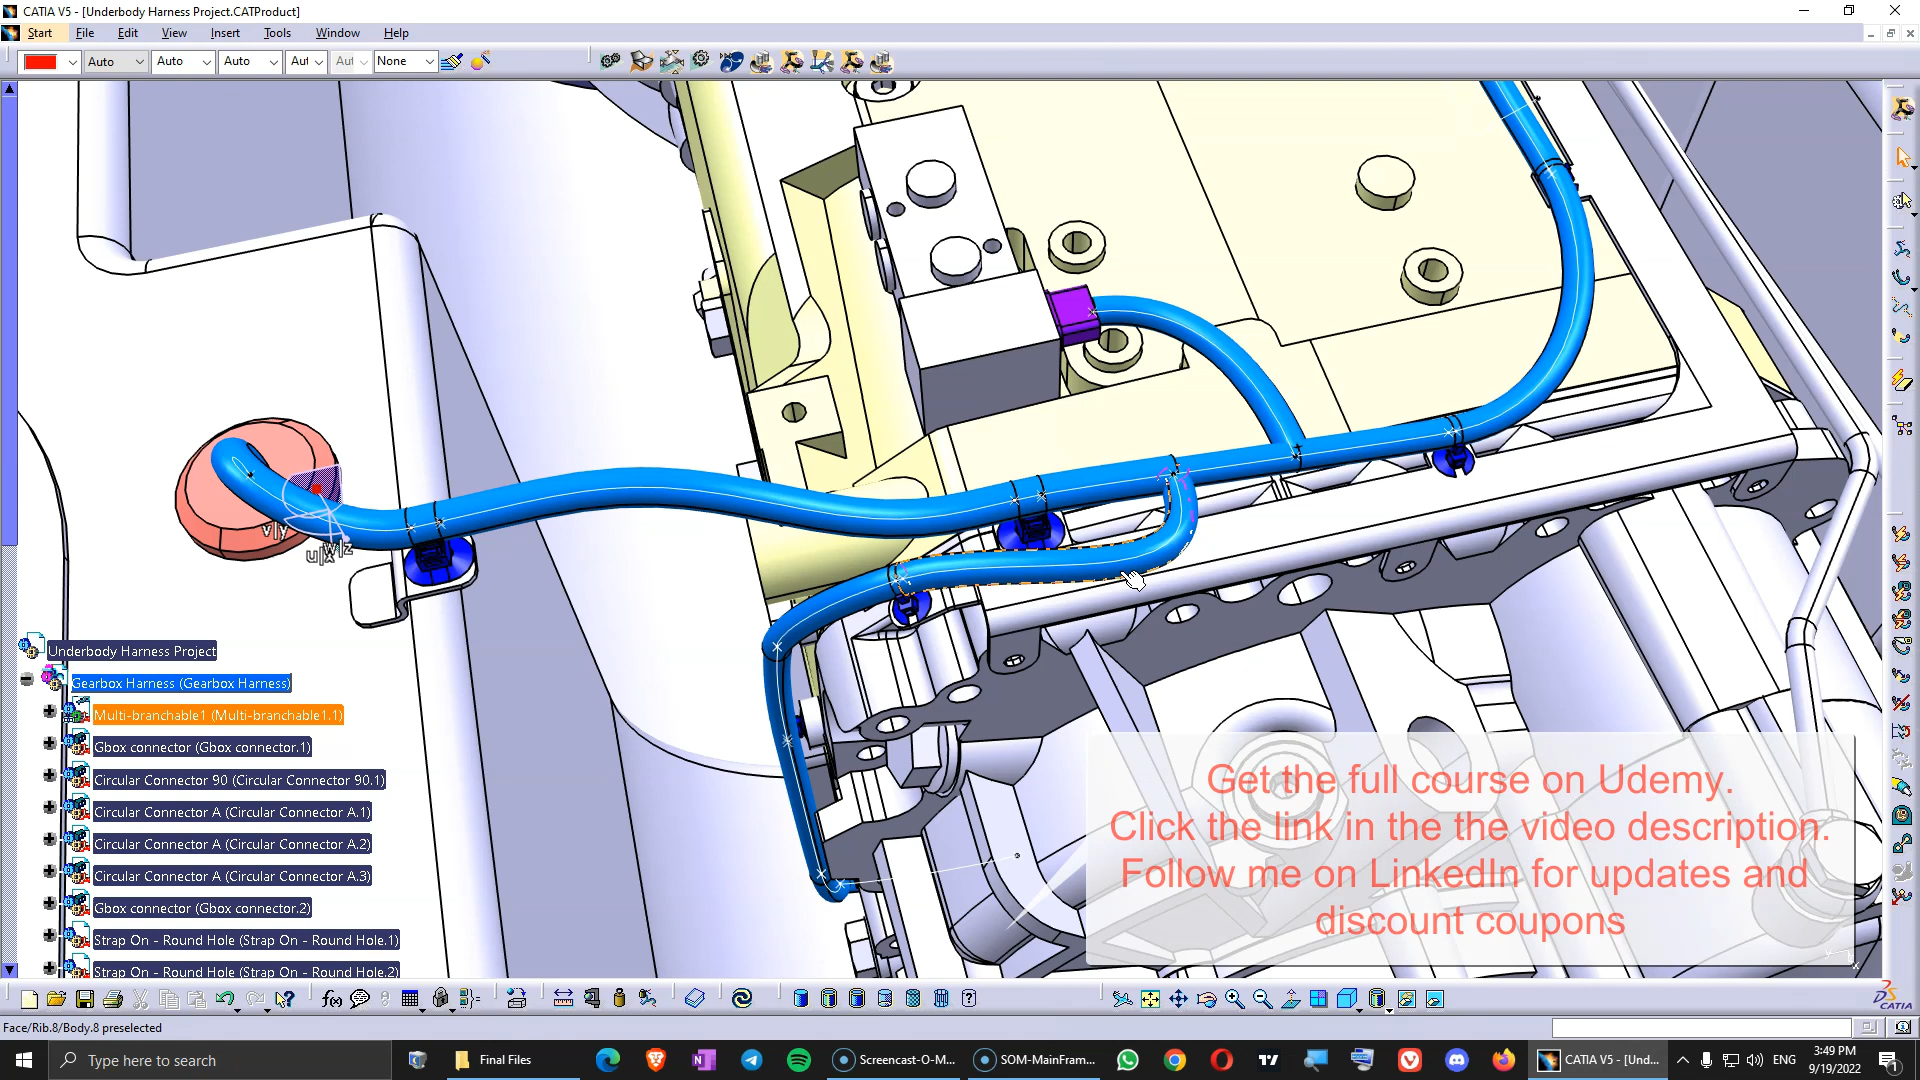 CATIA V5 - [Underbody Harness Project.CATProduct]
Start File Edit View Insert Tools Window Help
Auto Auto Auto Aut Aut None
v|y
u|x
w|z
Underbody Harness Project
Gearbox Harness (Gearbox Harness)
Multi-branchable1 (Multi-branchable1.1)
Gbox connector (Gbox connector.1)
Circular Connector 90 (Circular Connector 90.1)
Circular Connector A (Circular Connector A.1)
Circular Connector A (Circular Connector A.2)
Circular Connector A (Circular Connector A.3)
Gbox connector (Gbox connector.2)
Strap On - Round Hole (Strap On - Round Hole.1)
Strap On - Round Hole (Strap On - Round Hole.2)
Get the full course on Udemy.
Click the link in the the video description.
Follow me on LinkedIn for updates and
discount coupons
f(x)
CATIA
Face/Rib.8/Body.8 preselected
Type here to search
Final Files
Screencast-O-M...
SOM-MainFram...
CATIA V5 - [Und...
ENG
3:49 PM
9/19/2022
1